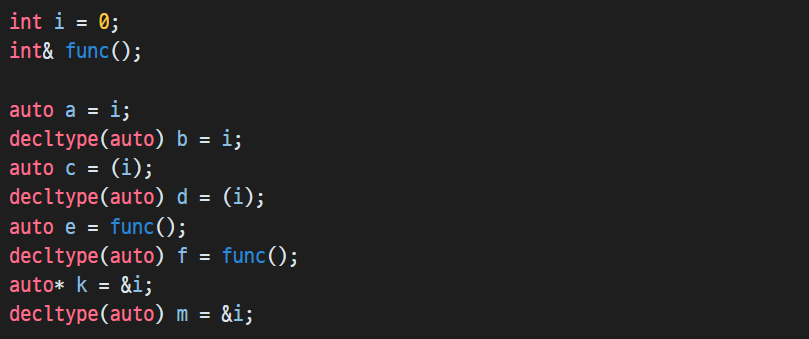 int i = 0;
int& func();
auto a = i;
decltype(auto) b = i;
auto c = (i);
decltype(auto) d = (i);
auto e = func();
decltype(auto) f = func();
auto* k = &i;
decltype(auto) m = &i;